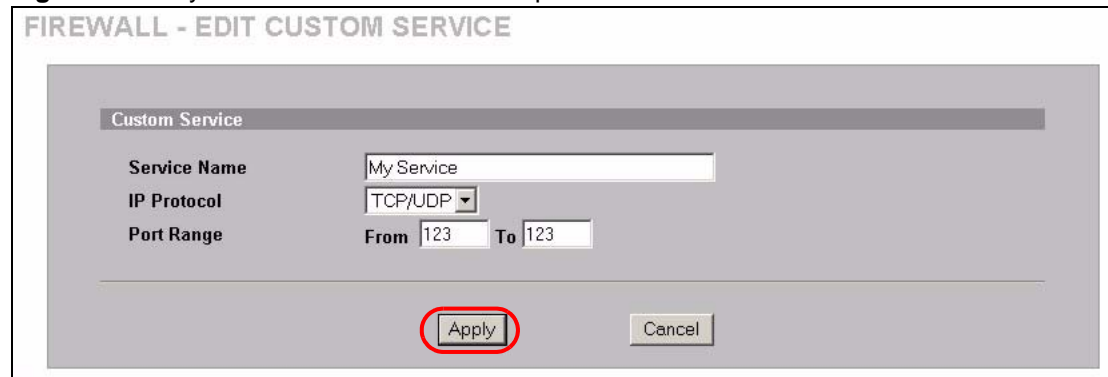 FIREWALL - EDIT CUSTOM SERVICE
Custom Service
Service Name My Service
IP Protocol TCP/UDP
Port Range From 123 To 123
Apply Cancel